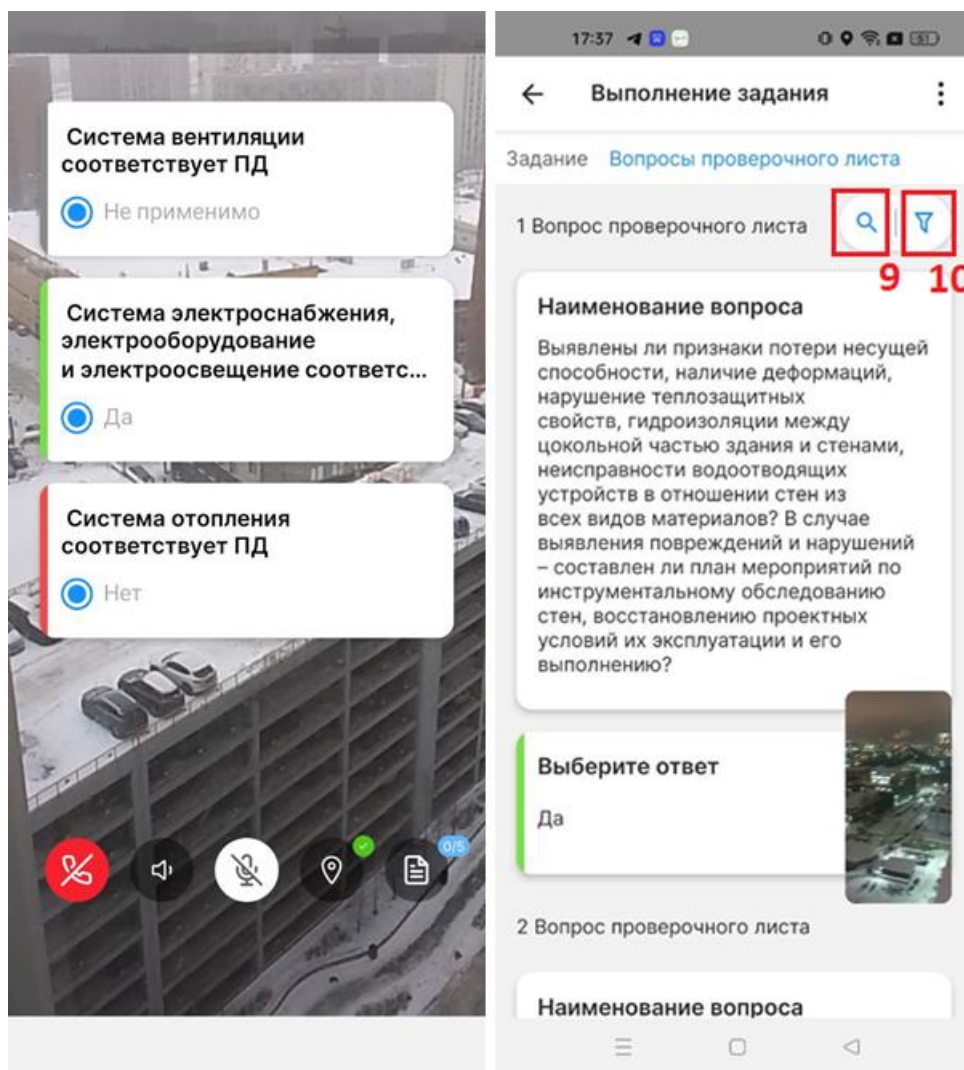 Система вентиляции
соответствует ПД
Не применимо
Система электроснабжения,
электрооборудование
и электроосвещение соответс...
Да
Система отопления
соответствует ПД
Нет
0/5
17:37
51
Выполнение задания
Задание Вопросы проверочного листа
1 Вопрос проверочного листа
9 10
Наименование вопроса
Выявлены ли признаки потери несущей
способности, наличие деформаций,
нарушение теплозащитных
свойств, гидроизоляции между
цокольной частью здания и стенами,
неисправности водоотводящих
устройств в отношении стен из
всех видов материалов? В случае
выявления повреждений и нарушений
– составлен ли план мероприятий по
инструментальному обследованию
стен, восстановлению проектных
условий их эксплуатации и его
выполнению?
Выберите ответ
Да
2 Вопрос проверочного листа
Наименование вопроса